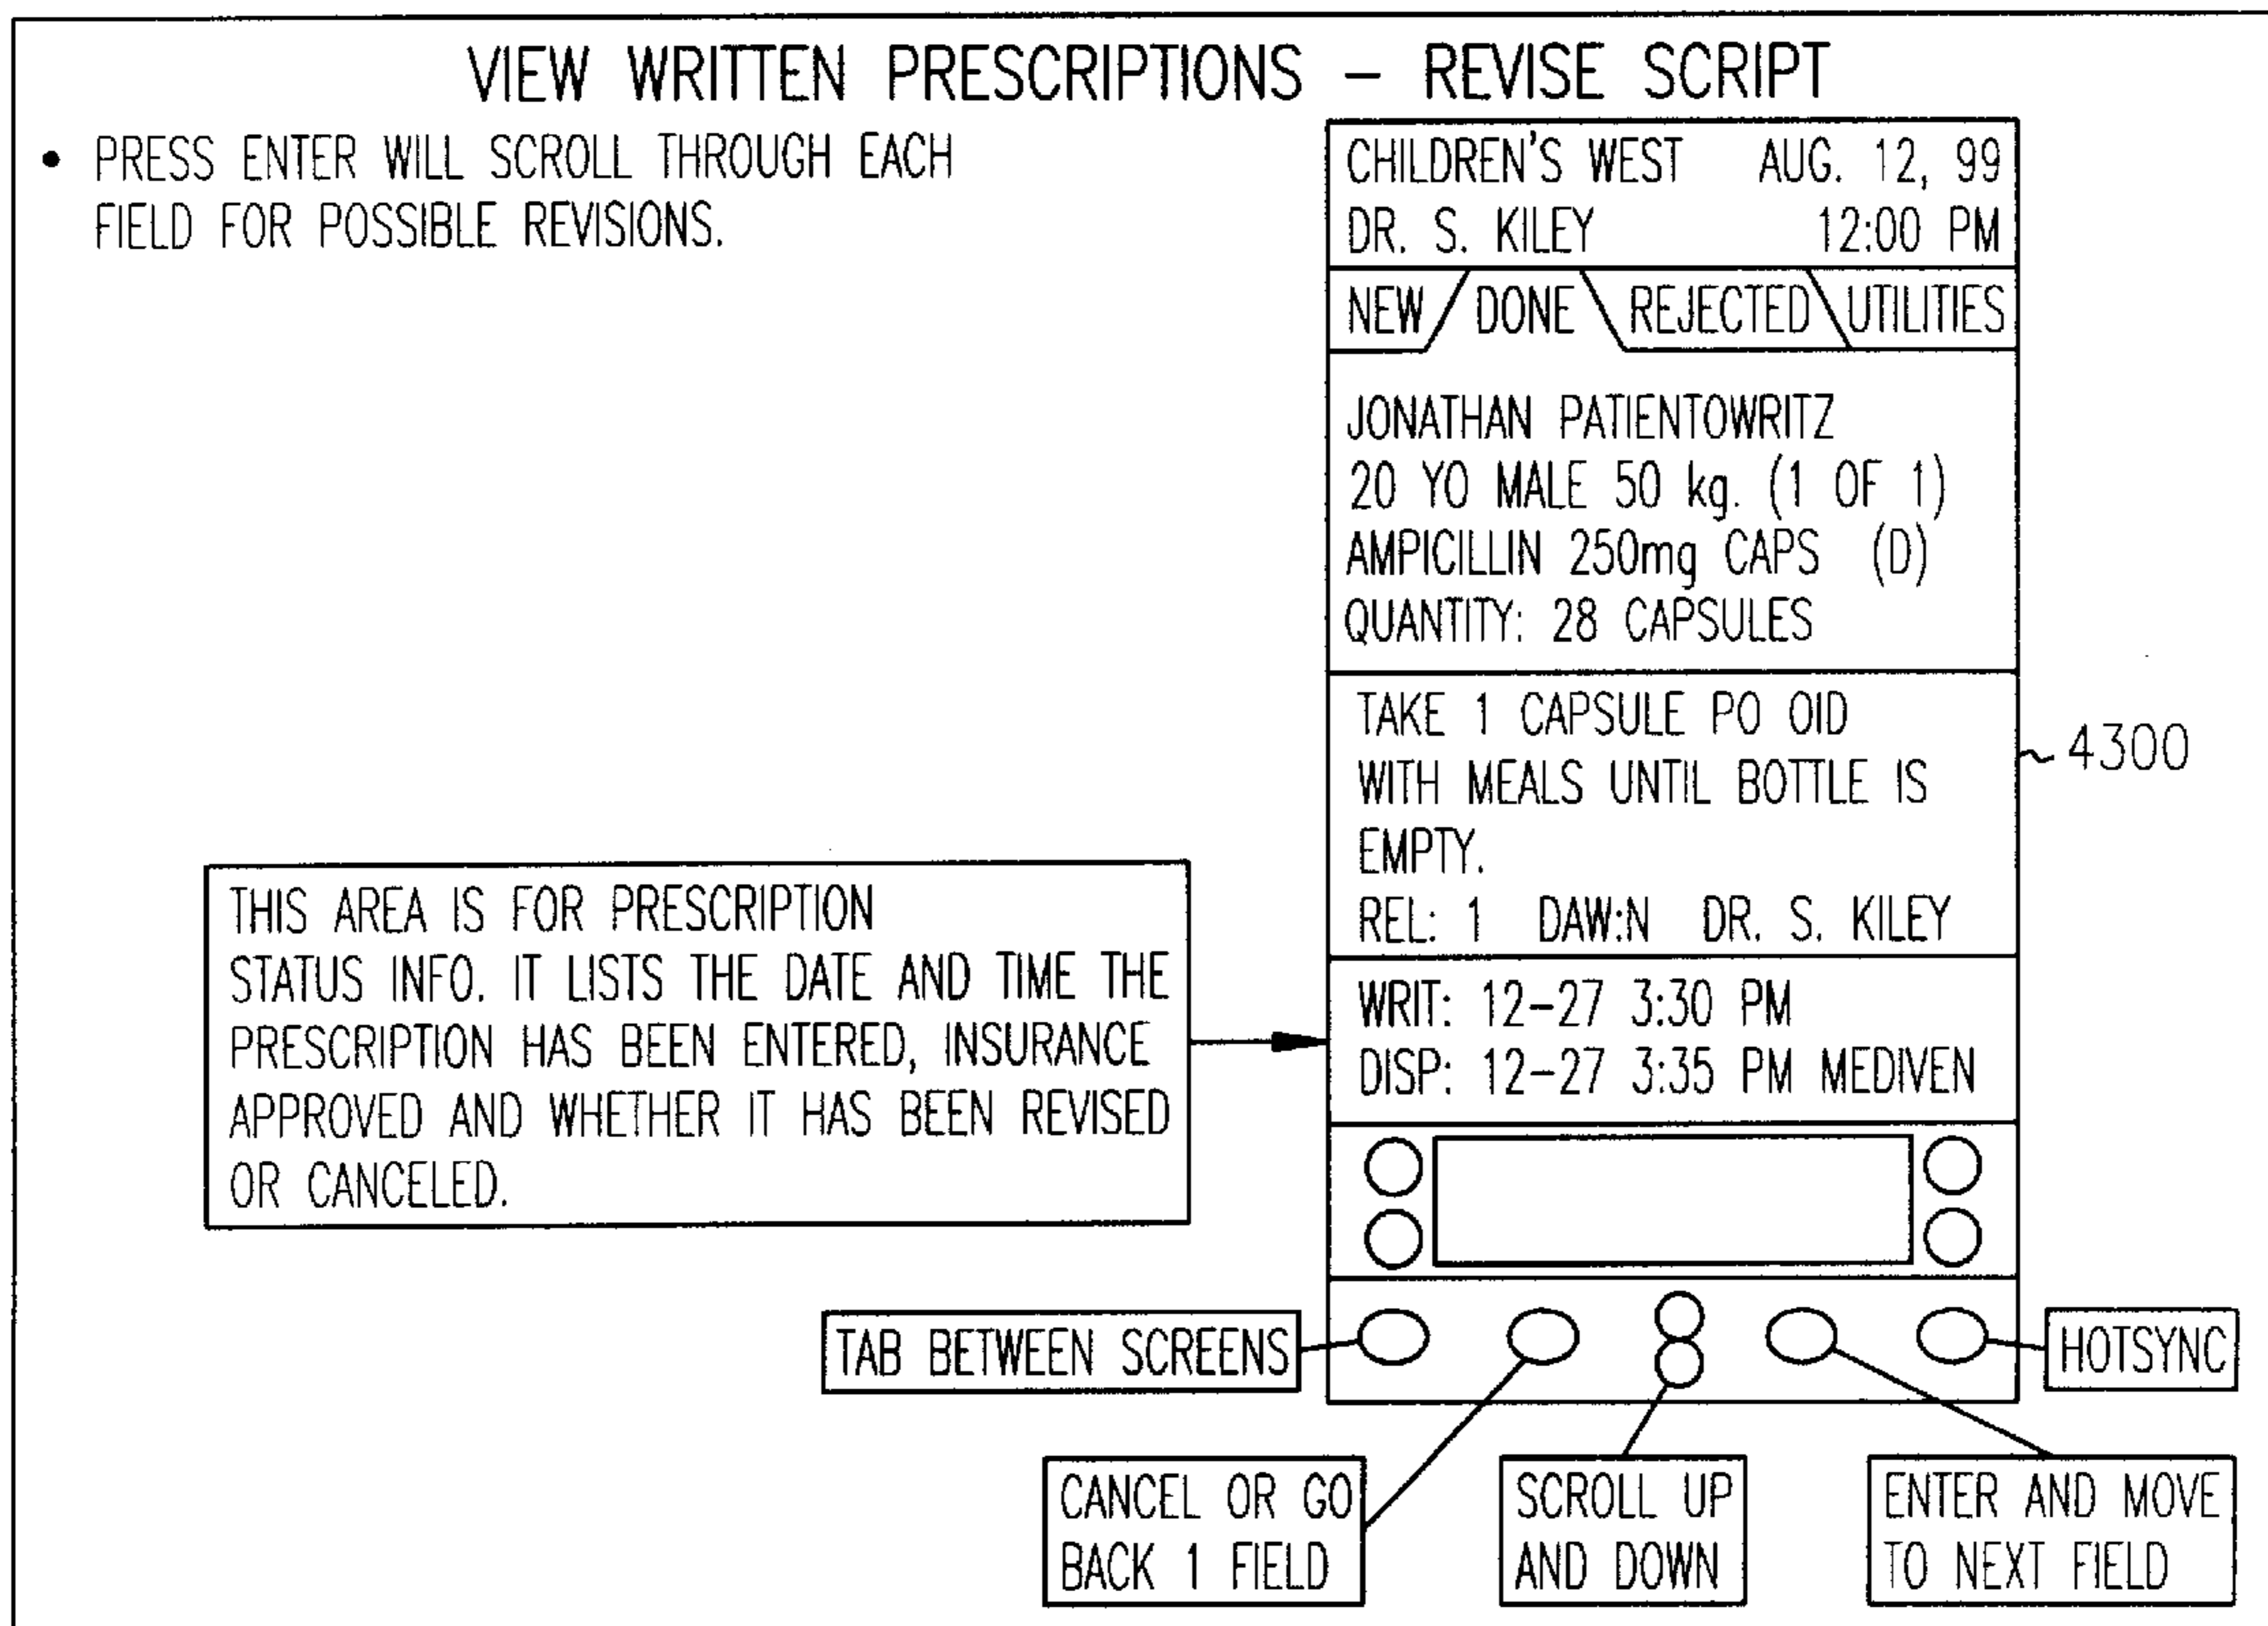 VIEW WRITTEN PRESCRIPTIONS – REVISE SCRIPT
• PRESS ENTER WILL SCROLL THROUGH EACH
FIELD FOR POSSIBLE REVISIONS.
CHILDREN'S WEST AUG. 12, 99
DR. S. KILEY 12:00 PM
NEW DONE REJECTED UTILITIES
JONATHAN PATIENTOWRITZ
20 YO MALE 50 kg. (1 OF 1)
AMPICILLIN 250mg CAPS (D)
QUANTITY: 28 CAPSULES
TAKE 1 CAPSULE PO OID
WITH MEALS UNTIL BOTTLE IS
EMPTY.
REL: 1 DAW:N DR. S. KILEY
4300
THIS AREA IS FOR PRESCRIPTION
STATUS INFO. IT LISTS THE DATE AND TIME THE
PRESCRIPTION HAS BEEN ENTERED, INSURANCE
APPROVED AND WHETHER IT HAS BEEN REVISED
OR CANCELED.
WRIT: 12–27 3:30 PM
DISP: 12–27 3:35 PM MEDIVEN
TAB BETWEEN SCREENS
HOTSYNC
CANCEL OR GO
BACK 1 FIELD
SCROLL UP
AND DOWN
ENTER AND MOVE
TO NEXT FIELD